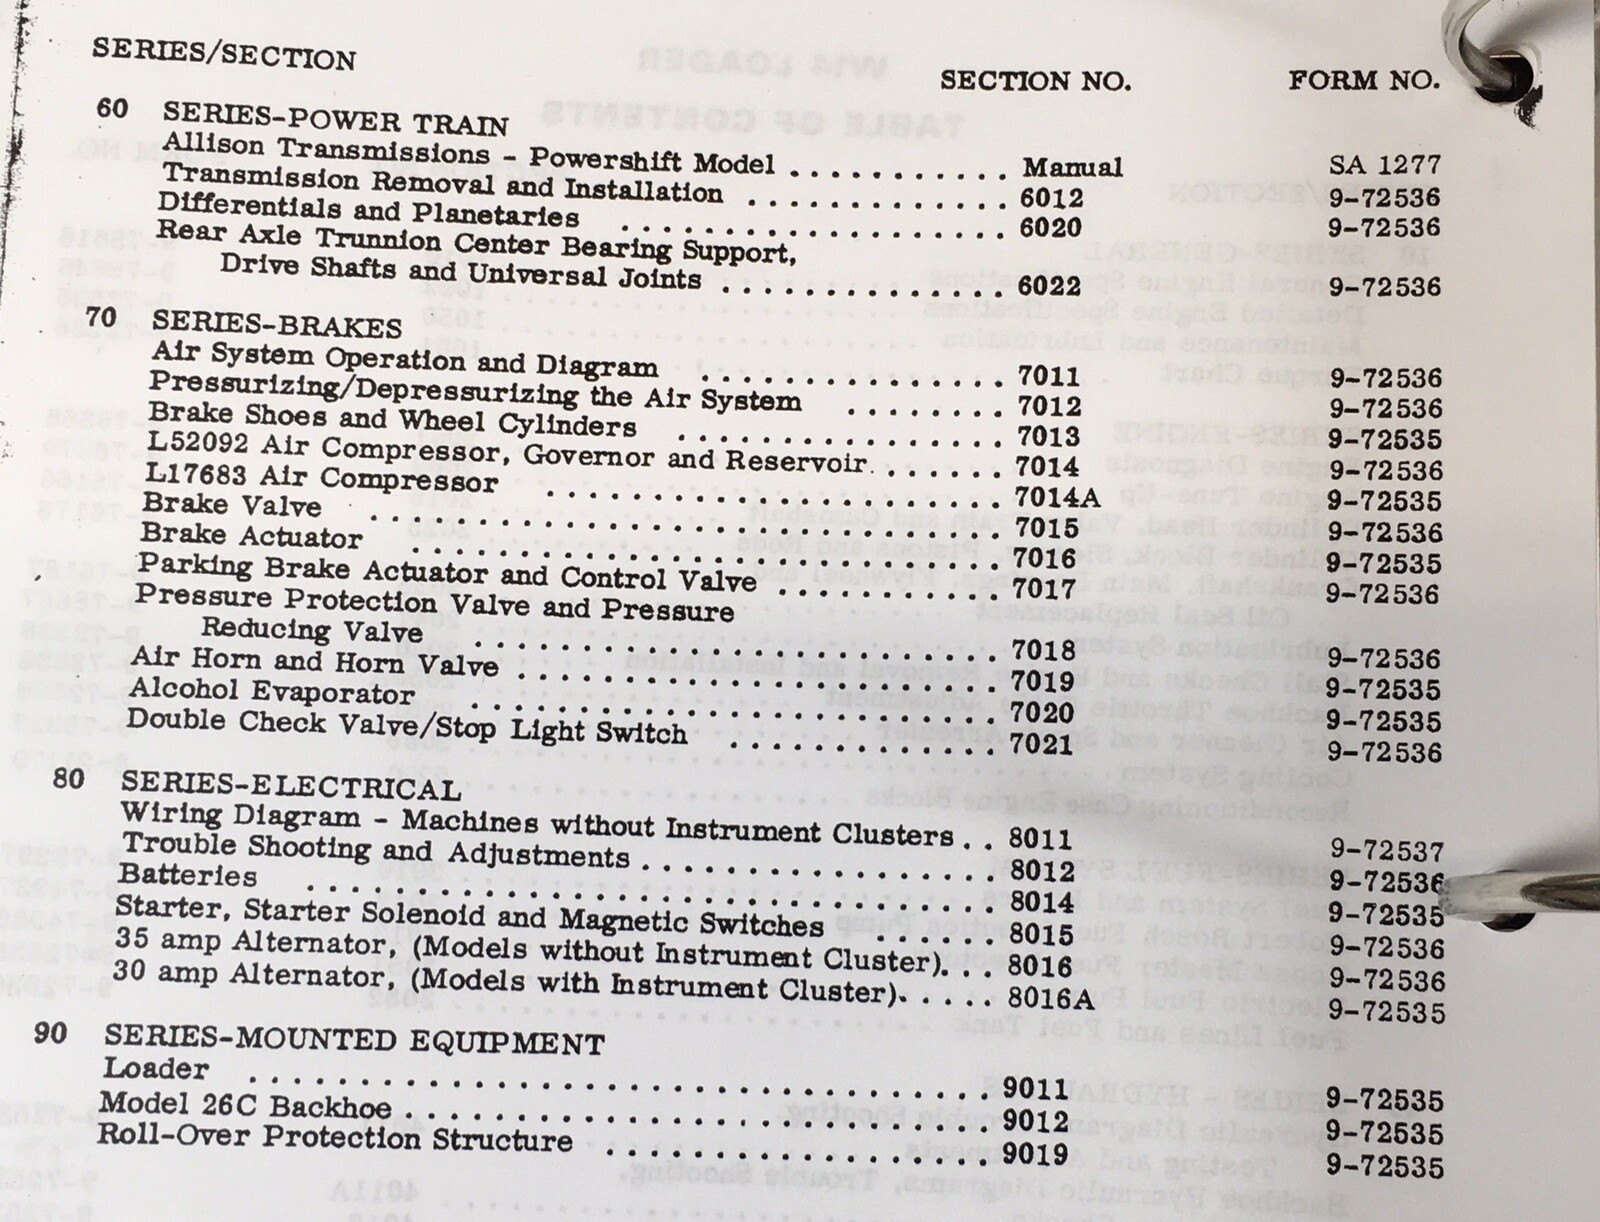 SERIES/SECTION SECTION NO. FORM NO.
60 SERIES-POWER TRAIN
Allison Transmissions - Powershift Model . . . . . . . . . . . Manual SA 1277
Transmission Removal and Installation . . . . . . . . . . . . . 6012 9-72536
Differentials and Planetaries . . . . . . . . . . . . . . . . . . 6020 9-72536
Rear Axle Trunnion Center Bearing Support,
Drive Shafts and Universal Joints . . . . . . . . . . . . . . 6022 9-72536
70 SERIES-BRAKES
Air System Operation and Diagram . . . . . . . . . . . . . . 7011 9-72536
Pressurizing/Depressurizing the Air System . . . . . . . . 7012 9-72536
Brake Shoes and Wheel Cylinders . . . . . . . . . . . . . . . 7013 9-72535
L52092 Air Compressor, Governor and Reservoir . . . . . . . 7014 9-72536
L17683 Air Compressor . . . . . . . . . . . . . . . . . . . . . 7014A 9-72535
Brake Valve . . . . . . . . . . . . . . . . . . . . . . . . . . . . . 7015 9-72536
Brake Actuator . . . . . . . . . . . . . . . . . . . . . . . . . . . 7016 9-72535
Parking Brake Actuator and Control Valve . . . . . . . . . . . 7017 9-72536
Pressure Protection Valve and Pressure
Reducing Valve . . . . . . . . . . . . . . . . . . . . . . . . . 7018 9-72536
Air Horn and Horn Valve . . . . . . . . . . . . . . . . . . . . . . 7019 9-72535
Alcohol Evaporator . . . . . . . . . . . . . . . . . . . . . . . . . 7020 9-72535
Double Check Valve/Stop Light Switch . . . . . . . . . . . . . 7021 9-72536
80 SERIES-ELECTRICAL
Wiring Diagram - Machines without Instrument Clusters . . 8011 9-72537
Trouble Shooting and Adjustments . . . . . . . . . . . . . . . . 8012 9-72536
Batteries . . . . . . . . . . . . . . . . . . . . . . . . . . . . . . . 8014 9-72535
Starter, Starter Solenoid and Magnetic Switches . . . . . . 8015 9-72536
35 amp Alternator, (Models without Instrument Cluster). . . 8016 9-72536
30 amp Alternator, (Models with Instrument Cluster). . . . . 8016A 9-72535
90 SERIES-MOUNTED EQUIPMENT
Loader . . . . . . . . . . . . . . . . . . . . . . . . . . . . . . . . . 9011 9-72535
Model 26C Backhoe . . . . . . . . . . . . . . . . . . . . . . . . . . 9012 9-72535
Roll-Over Protection Structure . . . . . . . . . . . . . . . . . 9019 9-72535